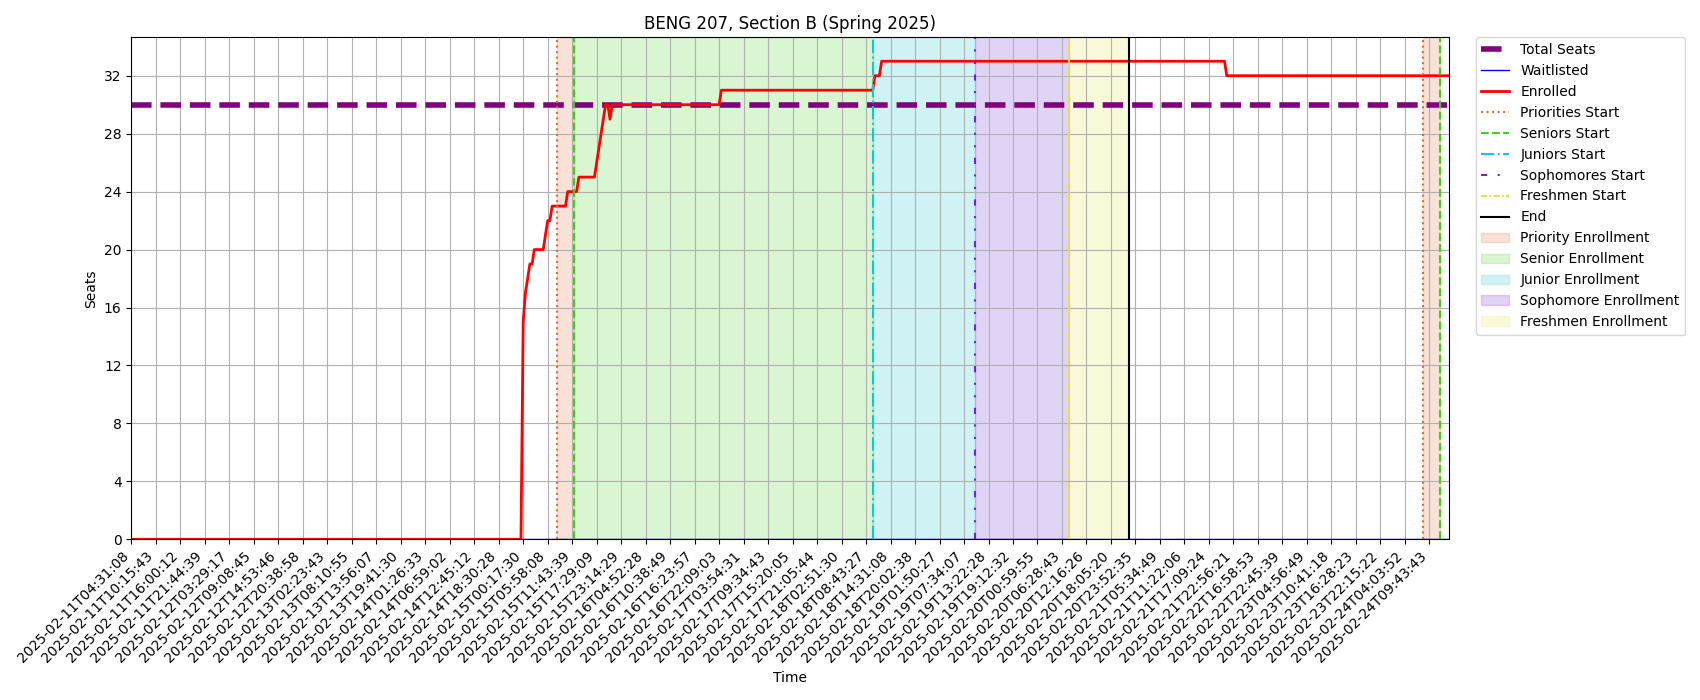 BENG 207, Section B (Spring 2025)
Seats
32
28
24
20
16
12
8
4
0
2025-02-11T04:31:08
2025-02-11T10:15:43
2025-02-11T16:00:12
2025-02-11T21:44:39
2025-02-12T03:29:17
2025-02-12T09:08:45
2025-02-12T14:53:46
2025-02-12T20:38:58
2025-02-13T02:23:43
2025-02-13T08:10:55
2025-02-13T13:56:07
2025-02-13T19:41:30
2025-02-14T01:26:33
2025-02-14T06:59:02
2025-02-14T12:45:12
2025-02-14T18:30:28
2025-02-15T00:17:30
2025-02-15T05:58:08
2025-02-15T11:43:39
2025-02-15T17:29:09
2025-02-15T23:14:29
2025-02-16T04:52:28
2025-02-16T10:38:49
2025-02-16T16:23:57
2025-02-16T22:09:03
2025-02-17T03:54:31
2025-02-17T09:34:43
2025-02-17T15:20:05
2025-02-17T21:05:44
2025-02-18T02:51:30
2025-02-18T08:43:27
2025-02-18T14:31:08
2025-02-18T20:02:38
2025-02-19T01:50:27
2025-02-19T07:34:07
2025-02-19T13:22:28
2025-02-19T19:12:32
2025-02-20T00:59:55
2025-02-20T06:28:43
2025-02-20T12:16:26
2025-02-20T18:05:20
2025-02-20T23:52:35
2025-02-21T05:34:49
2025-02-21T11:22:06
2025-02-21T17:09:24
2025-02-21T22:56:21
2025-02-22T16:58:53
2025-02-22T22:45:39
2025-02-23T04:56:49
2025-02-23T10:41:18
2025-02-23T16:28:23
2025-02-23T22:15:22
2025-02-24T04:03:52
2025-02-24T09:43:43
Time
Total Seats
Waitlisted
Enrolled
Priorities Start
Seniors Start
Juniors Start
Sophomores Start
Freshmen Start
End
Priority Enrollment
Senior Enrollment
Junior Enrollment
Sophomore Enrollment
Freshmen Enrollment